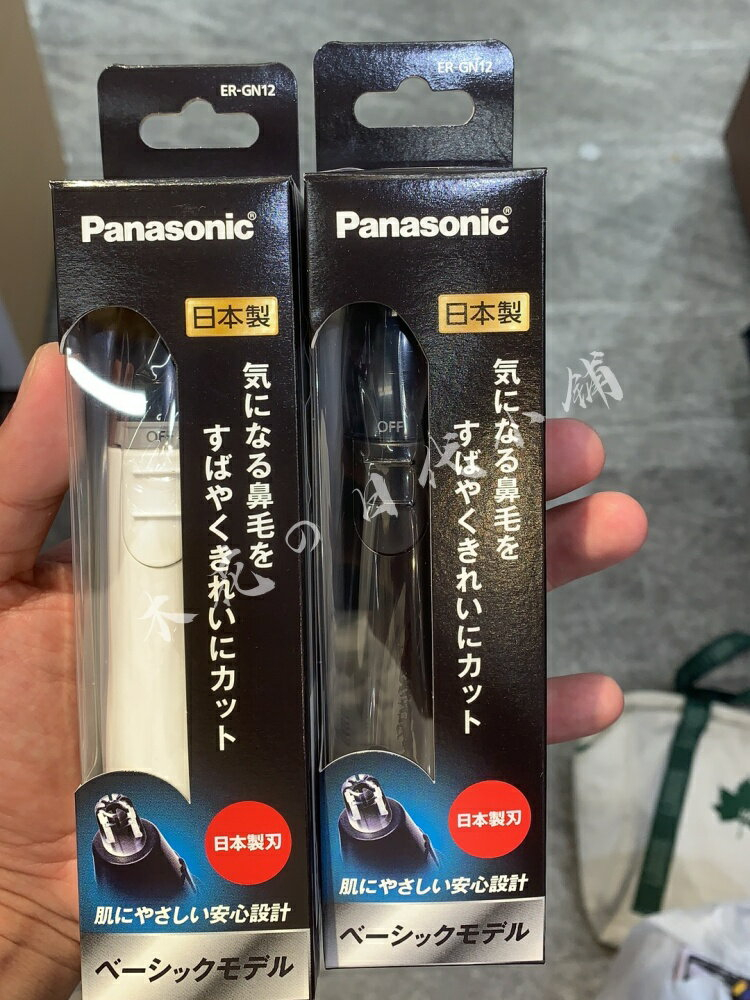 ER-GN12
Panasonic®
日本製
気になる鼻毛を
すばやくきれいにカット
OF
日本製刃
肌にやさしい安心設計
ベーシックモデル
ER-GN12
Panasonic®
日本製
気になる鼻毛を
すばやくきれいにカット
OFF
日本製刃
肌にやさしい安心設計
ベーシックモデル